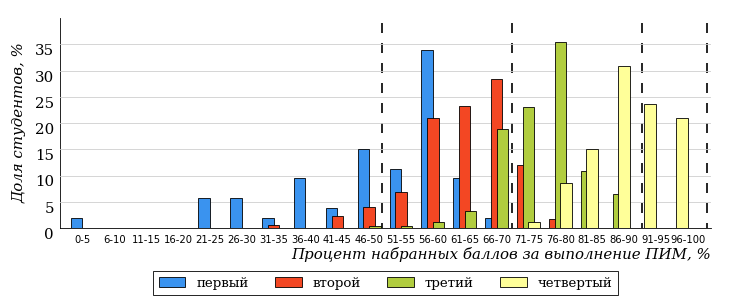 Доля студентов, %
35
30
25
20
15
10
5
0
0-5 6-10 11-15 16-20 21-25 26-30 31-35 36-40 41-45 46-50 51-55 56-60 61-65 66-70 71-75 76-80 81-85 86-90 91-95 96-100
Процент набранных баллов за выполнение ПИМ, %
первый второй третий четвертый